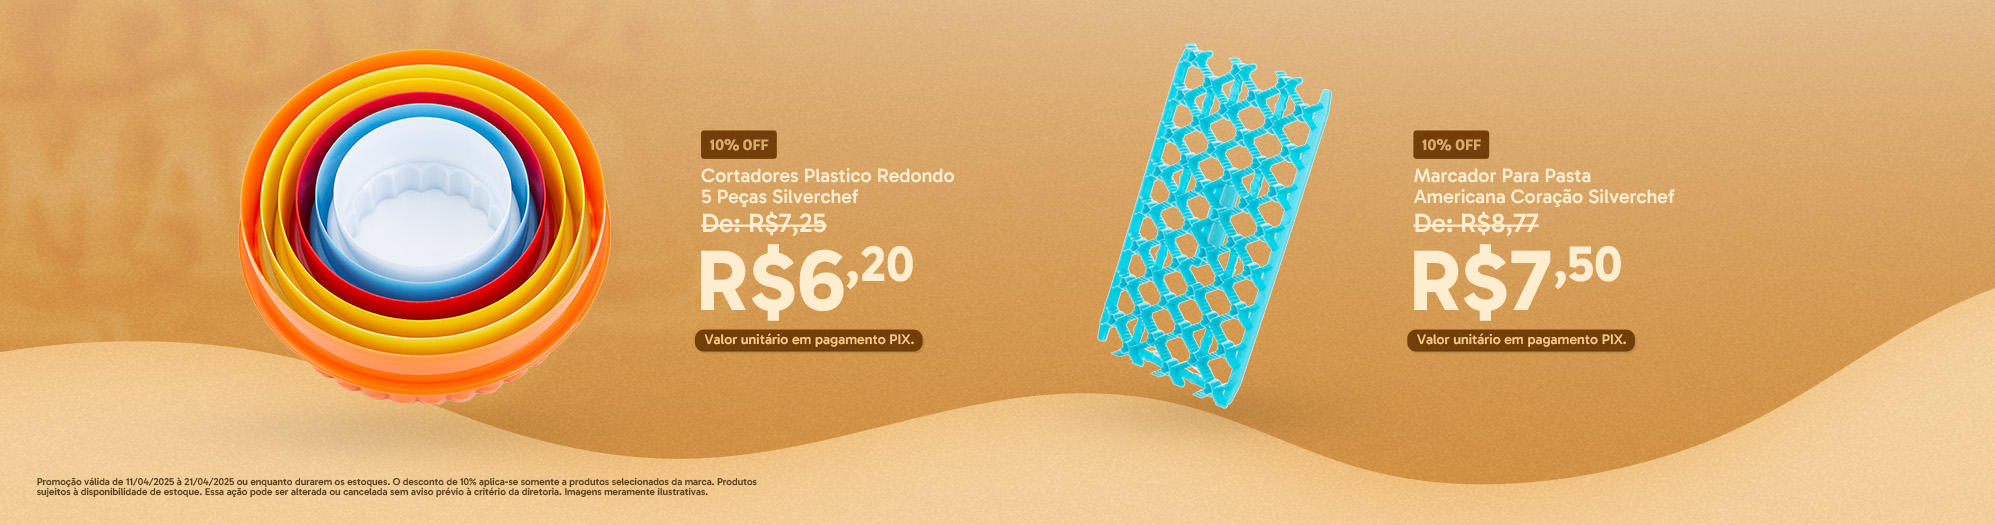 10% OFF
Cortadores Plastico Redondo
5 Peças Silverchef
De: R$7,25
R$6,20
Valor unitário em pagamento PIX.
10% OFF
Marcador Para Pasta
Americana Coração Silverchef
De: R$8,77
R$7,50
Valor unitário em pagamento PIX.
Promoção válida de 11/04/2025 à 21/04/2025 ou enquanto durarem os estoques. O desconto de 10% aplica-se somente a produtos selecionados da marca. Produtos
sujeitos à disponibilidade de estoque. Essa ação pode ser alterada ou cancelada sem aviso prévio à critério da diretoria. Imagens meramente ilustrativas.